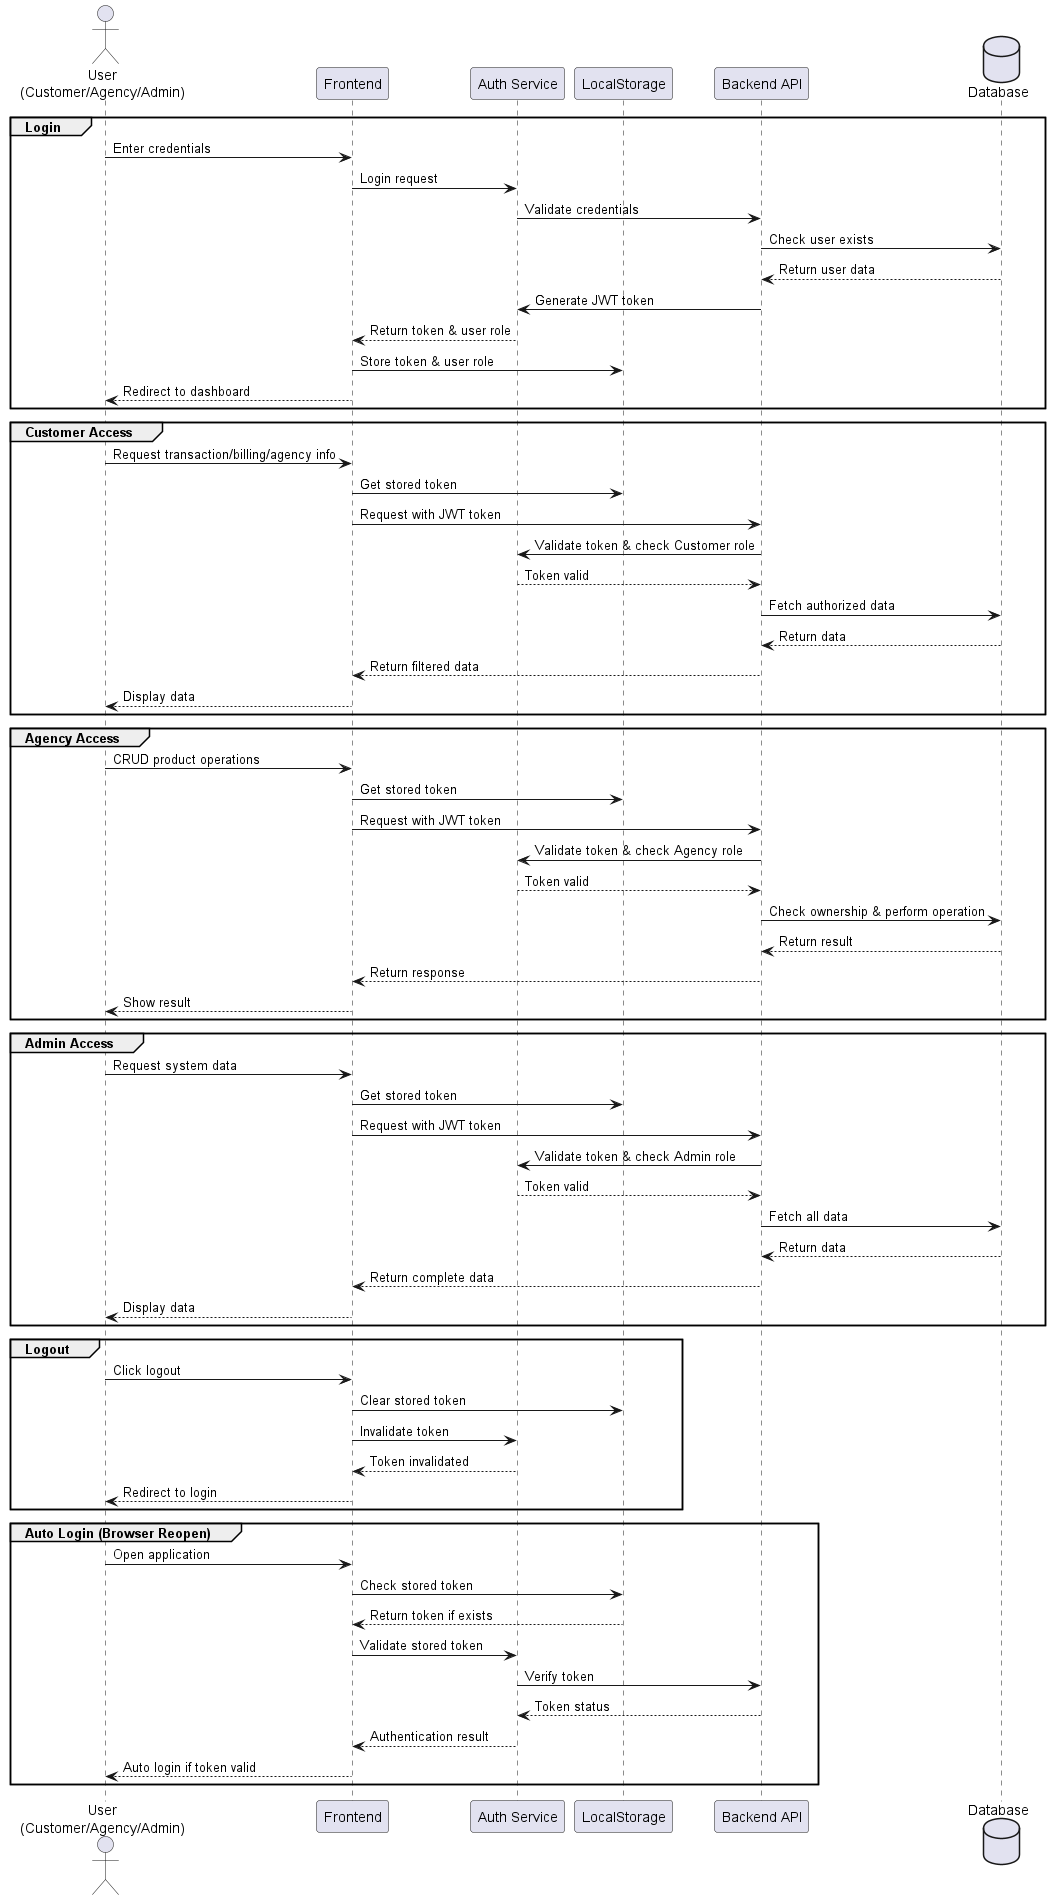 User
(Customer/Agency/Admin)
Frontend
Auth Service
LocalStorage
Backend API
Database
Login
Enter credentials
Login request
Validate credentials
Check user exists
Return user data
Generate JWT token
Return token & user role
Store token & user role
Redirect to dashboard
Customer Access
Request transaction/billing/agency info
Get stored token
Request with JWT token
Validate token & check Customer role
Token valid
Fetch authorized data
Return data
Return filtered data
Display data
Agency Access
CRUD product operations
Get stored token
Request with JWT token
Validate token & check Agency role
Token valid
Check ownership & perform operation
Return result
Return response
Show result
Admin Access
Request system data
Get stored token
Request with JWT token
Validate token & check Admin role
Token valid
Fetch all data
Return data
Return complete data
Display data
Logout
Click logout
Clear stored token
Invalidate token
Token invalidated
Redirect to login
Auto Login (Browser Reopen)
Open application
Check stored token
Return token if exists
Validate stored token
Verify token
Token status
Authentication result
Auto login if token valid
User
(Customer/Agency/Admin)
Frontend
Auth Service
LocalStorage
Backend API
Database